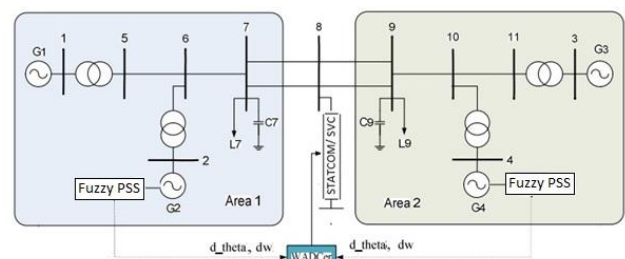 G1
1
5
6
7
8
9
10
11
3
G3
C7
L7
C9
L9
STATCOM/ SVC
2
4
Fuzzy PSS
G2
Area 1
Area 2
G4
Fuzzy PSS
d_theta, dw
d_theta, dw
WADCer